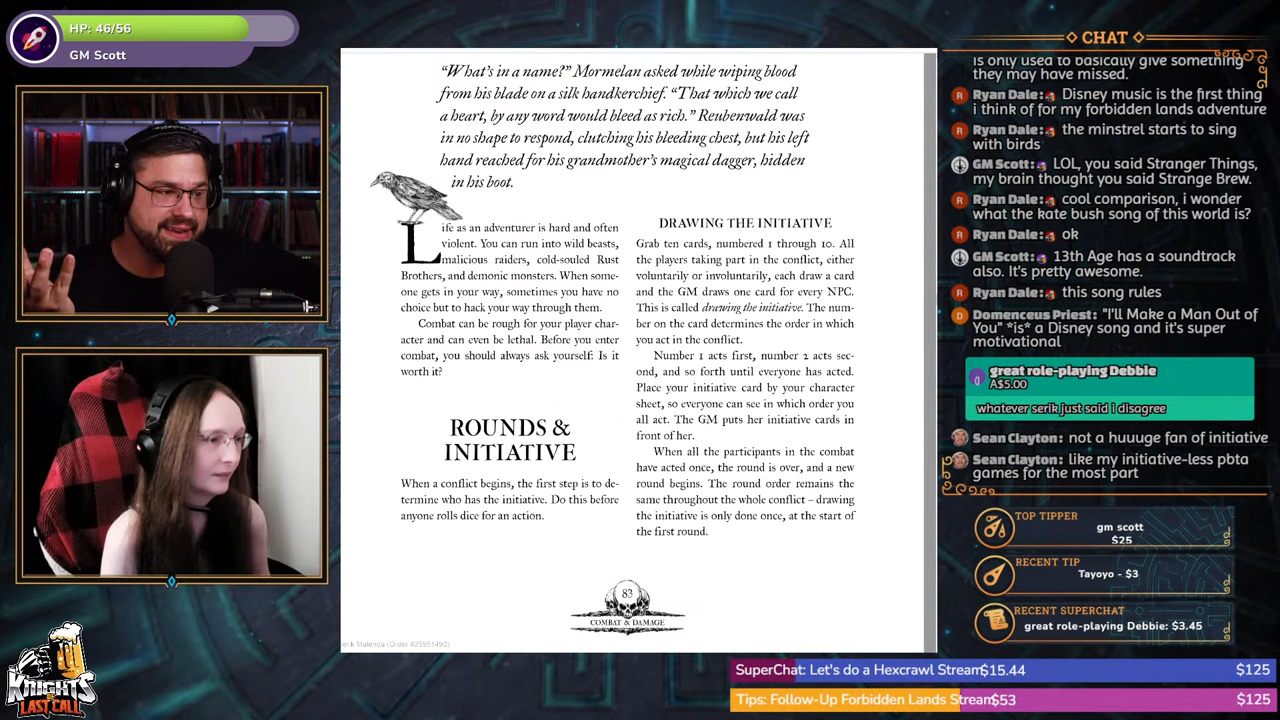 HP: 46/56
GM Scott
"What's in a name?" Mormelan asked while wiping blood
from his blade on a silk handkerchief. "That which we call
a heart, by any word would bleed as rich." Reubenwald was
in no shape to respond, clutching his bleeding chest, but his left
hand reached for his grandmother's magical dagger, hidden
in his boot.
Life as an adventurer is hard and often
violent. You can run into wild beasts,
malicious raiders, cold-souled Rust
Brothers, and demonic monsters. When some-
one gets in your way, sometimes you have no
choice but to hack your way through them.
Combat can be rough for your player char-
acter and can even be lethal. Before you enter
combat, you should always ask yourself: Is it
worth it?
ROUNDS &
INITIATIVE
When a conflict begins, the first step is to de-
termine who has the initiative. Do this before
anyone rolls dice for an action.
DRAWING THE INITIATIVE
Grab ten cards, numbered 1 through 10. All
the players taking part in the conflict, either
voluntarily or involuntarily, each draw a card
and the GM draws one card for every NPC.
This is called drawing the initiative. The num-
ber on the card determines the order in which
you act in the conflict.
Number 1 acts first, number 2 acts sec-
ond, and so forth until everyone has acted.
Place your initiative card by your character
sheet, so everyone can see in which order you
all act. The GM puts her initiative cards in
front of her.
When all the participants in the combat
have acted once, the round is over, and a new
round begins. The round order remains the
same throughout the whole conflict – drawing
the initiative is only done once, at the start of
the first round.
83
COMBAT & DAMAGE
Malenda (Order #25951493)
CHAT
is only used to basically give something
they may have missed.
R Ryan Dale: Disney music is the first thing
i think of for my forbidden lands adventure
R Ryan Dale: the minstrel starts to sing
with birds
GM Scott: LOL, you said Stranger Things,
my brain thought you said Strange Brew.
R Ryan Dale: cool comparison, i wonder
what the kate bush song of this world is?
R Ryan Dale: ok
GM Scott: 13th Age has a soundtrack
also. It's pretty awesome.
R Ryan Dale: this song rules
D Domenceus Priest: "I'll Make a Man Out of
You" *is* a Disney song and it's super
motivational
great role-playing Debbie
A$5.00
whatever serik just said i disagree
Sean Clayton: not a huuuge fan of initiative
Sean Clayton: like my initiative-less pbta
games for the most part
TOP TIPPER
gm scott
$25
RECENT TIP
Tayoyo - $3
RECENT SUPERCHAT
great role-playing Debbie: $3.45
SuperChat: Let's do a Hexcrawl Stream $15.44 $125
Tips: Follow-Up Forbidden Lands Stream $53 $125
KNIGHTS
OF
LAST CALL